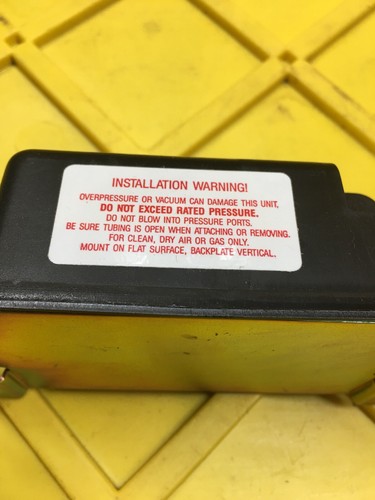 INSTALLATION WARNING!
OVERPRESSURE OR VACUUM CAN DAMAGE THIS UNIT.
DO NOT EXCEED RATED PRESSURE.
DO NOT BLOW INTO PRESSURE PORTS.
BE SURE TUBING IS OPEN WHEN ATTACHING OR REMOVING.
FOR CLEAN, DRY AIR OR GAS ONLY.
MOUNT ON FLAT SURFACE, BACKPLATE VERTICAL.